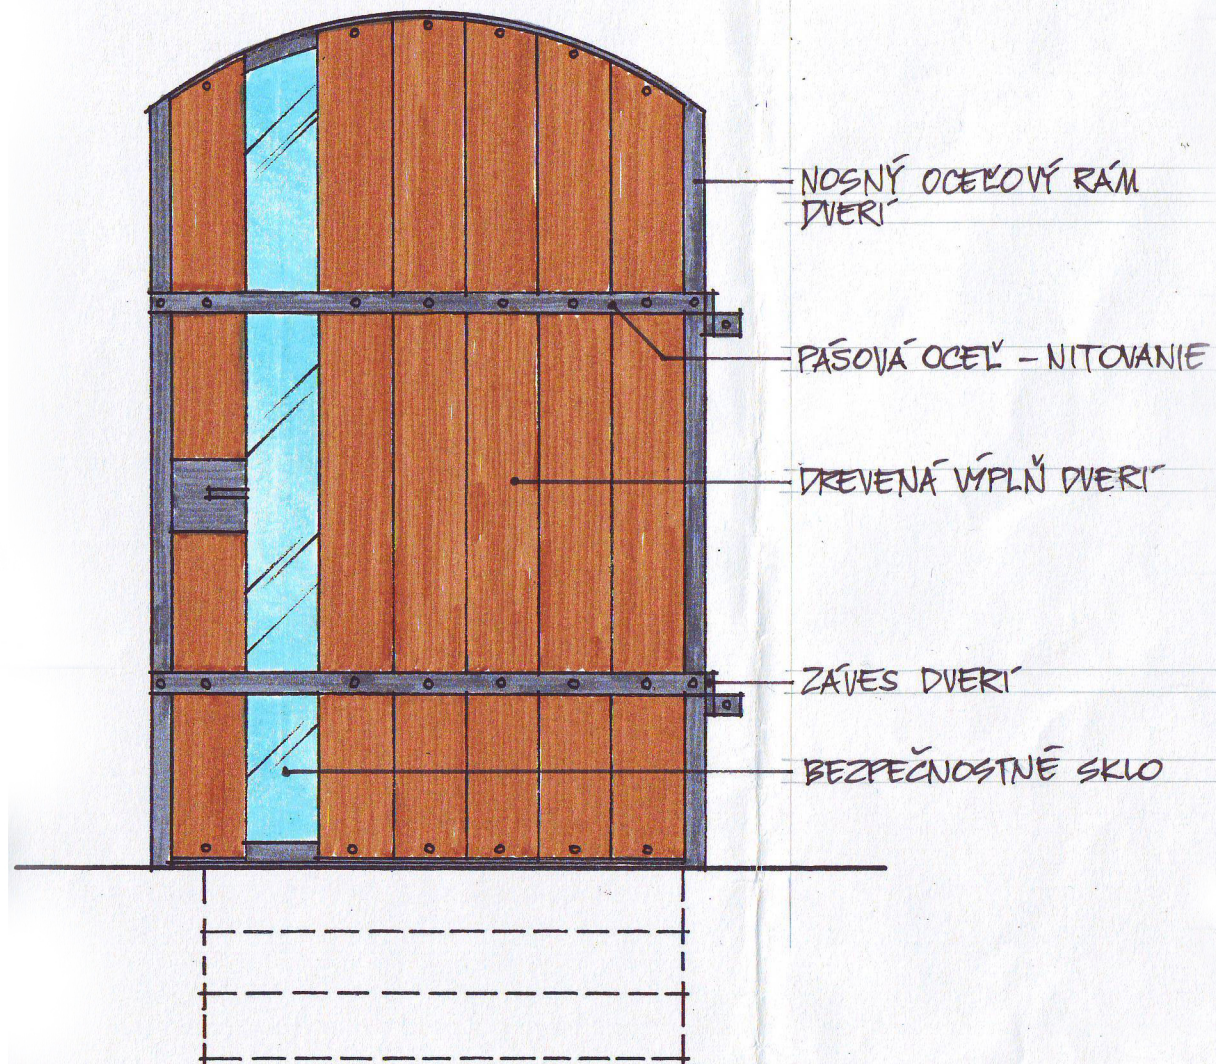 NOSNÝ OCEĽOVÝ RÁM
DVERÍ
PÁSOVÁ OCEĽ - NITOVANIE
DREVENÁ VÝPLŇ DVERÍ
ZÁVES DVERÍ
BEZPEČNOSTNÉ SKLO